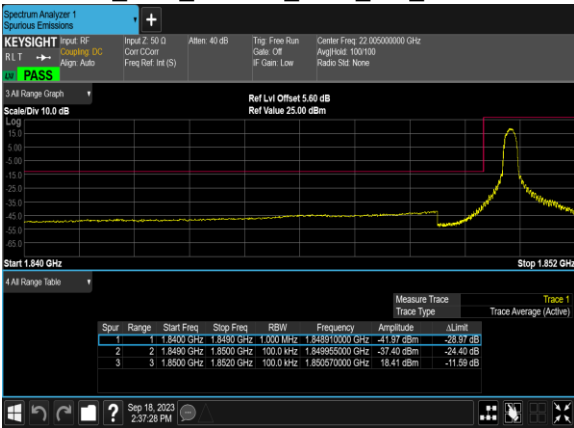 Spectrum Analyzer 1
Spurious Emissions
+
KEYSIGHT Input: RF Input Z: 50 Ω Atten: 40 dB Trig: Free Run Center Freq: 22.005000000 GHz
RLT Coupling: DC Corr CCorr Gate: Off Avg|Hold: 100/100
Align: Auto Freq Ref: Int (S) IF Gain: Low Radio Std: None
PASS
3 All Range Graph
Ref Lvl Offset 5.60 dB
Scale/Div 10.0 dB Ref Value 25.00 dBm
Log
15.0
5.00
-5.00
-15.0
-25.0
-35.0
-45.0
-55.0
-65.0
Start 1.840 GHz Stop 1.852 GHz
4 All Range Table
Measure Trace Trace 1
Trace Type Trace Average (Active)
Spur Range Start Freq Stop Freq RBW Frequency Amplitude ΔLimit
1 1 1.8400 GHz 1.8490 GHz 1.000 MHz 1.848910000 GHz -41.97 dBm -28.97 dB
2 2 1.8490 GHz 1.8500 GHz 100.0 kHz 1.849955000 GHz -37.40 dBm -24.40 dB
3 3 1.8500 GHz 1.8520 GHz 100.0 kHz 1.850570000 GHz 18.41 dBm -11.59 dB
? Sep 18, 2023
2:37:28 PM